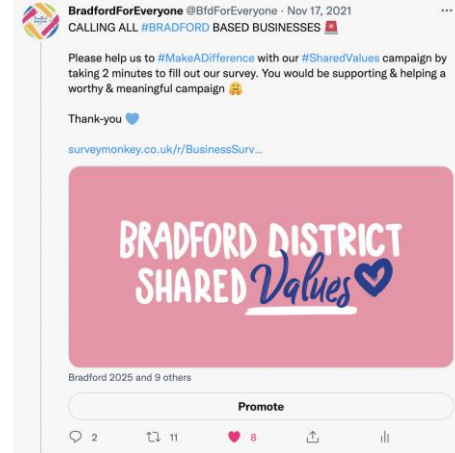 BradfordForEveryone @BfdForEveryone · Nov 17, 2021
CALLING ALL #BRADFORD BASED BUSINESSES 🚨
Please help us to #MakeADifference with our #SharedValues campaign by
taking 2 minutes to fill out our survey. You would be supporting & helping a
worthy & meaningful campaign 🤗
Thank-you 💙
surveymonkey.co.uk/r/BusinessSurv...
BRADFORD DISTRICT
SHARED Values
Bradford 2025 and 9 others
Promote
2 11 8